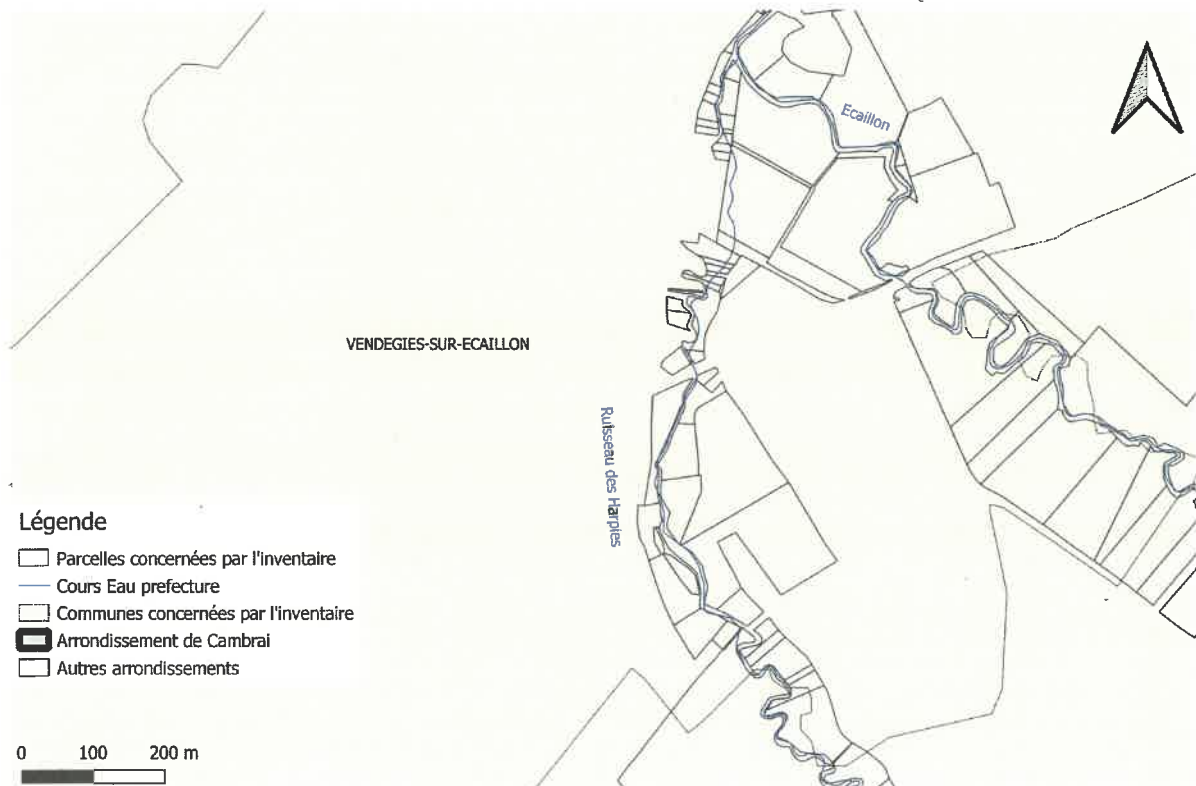 Ecaillon
VENDEGIES-SUR-ECAILLON
Ruisseau des Harpies
Légende
Parcelles concernées par l'inventaire
Cours Eau prefecture
Communes concernées par l'inventaire
Arrondissement de Cambrai
Autres arrondissements
0 100 200 m